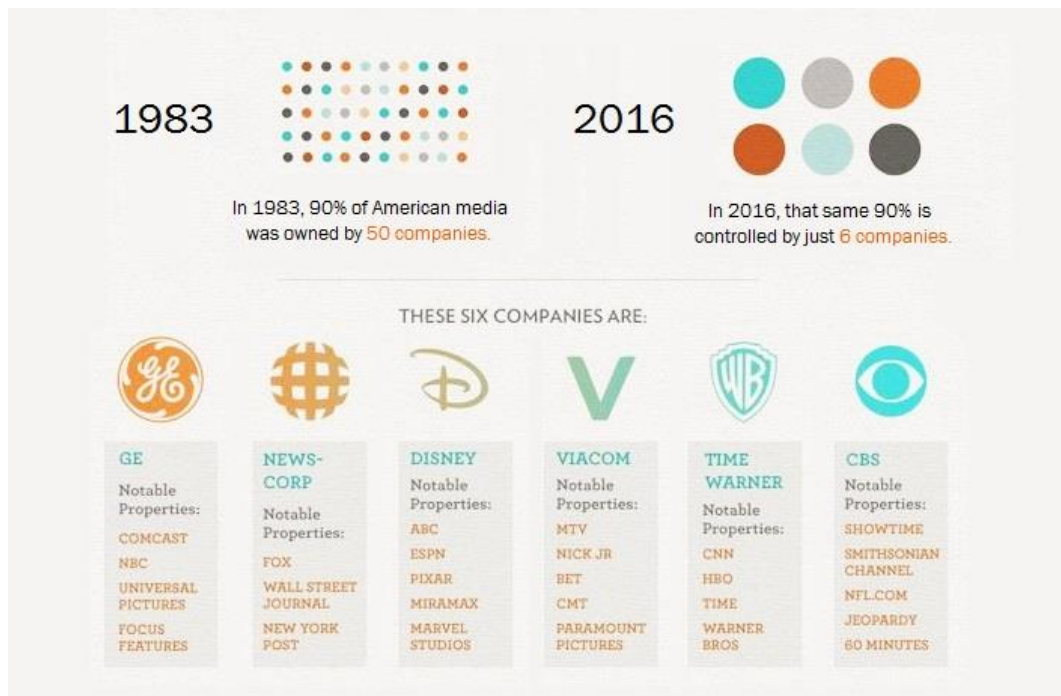 1983
In 1983, 90% of American media
was owned by 50 companies.
2016
In 2016, that same 90% is
controlled by just 6 companies.
THESE SIX COMPANIES ARE:
GE
WB
GE
Notable
Properties:
COMCAST
NBC
UNIVERSAL
PICTURES
FOCUS
FEATURES
NEWS-
CORP
Notable
Properties:
FOX
WALL STREET
JOURNAL
NEW YORK
POST
DISNEY
Notable
Properties:
ABC
ESPN
PIXAR
MIRAMAX
MARVEL
STUDIOS
VIACOM
Notable
Properties:
MTV
NICK JR
BET
CMT
PARAMOUNT
PICTURES
TIME
WARNER
Notable
Properties:
CNN
HBO
TIME
WARNER
BROS
CBS
Notable
Properties:
SHOWTIME
SMITHSONIAN
CHANNEL
NFL.COM
JEOPARDY
60 MINUTES